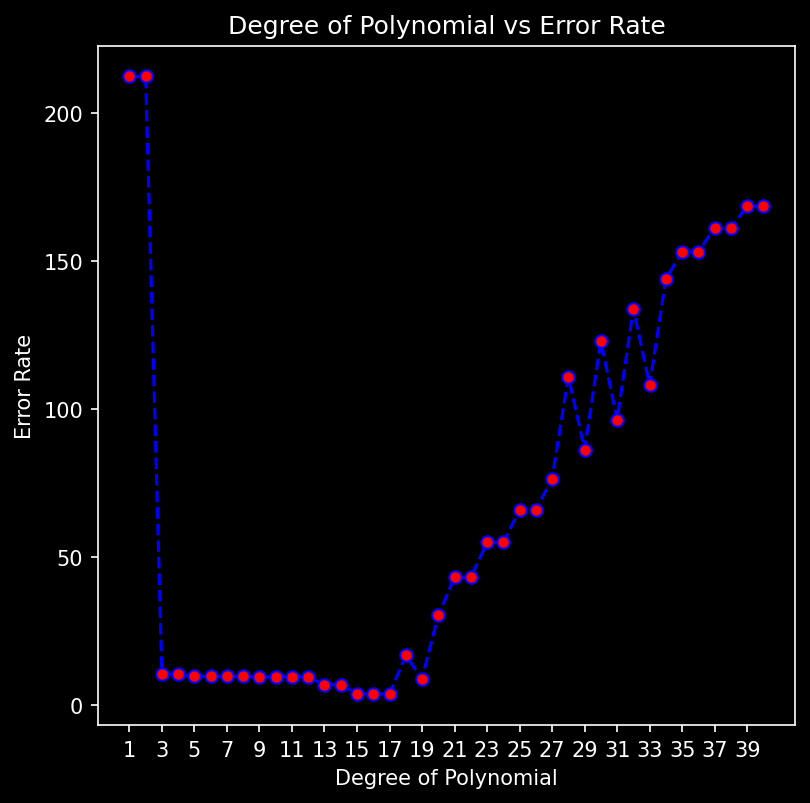 Degree of Polynomial vs Error Rate
200
150
100
50
0
Error Rate
1 3 5 7 9 11 13 15 17 19 21 23 25 27 29 31 33 35 37 39
Degree of Polynomial